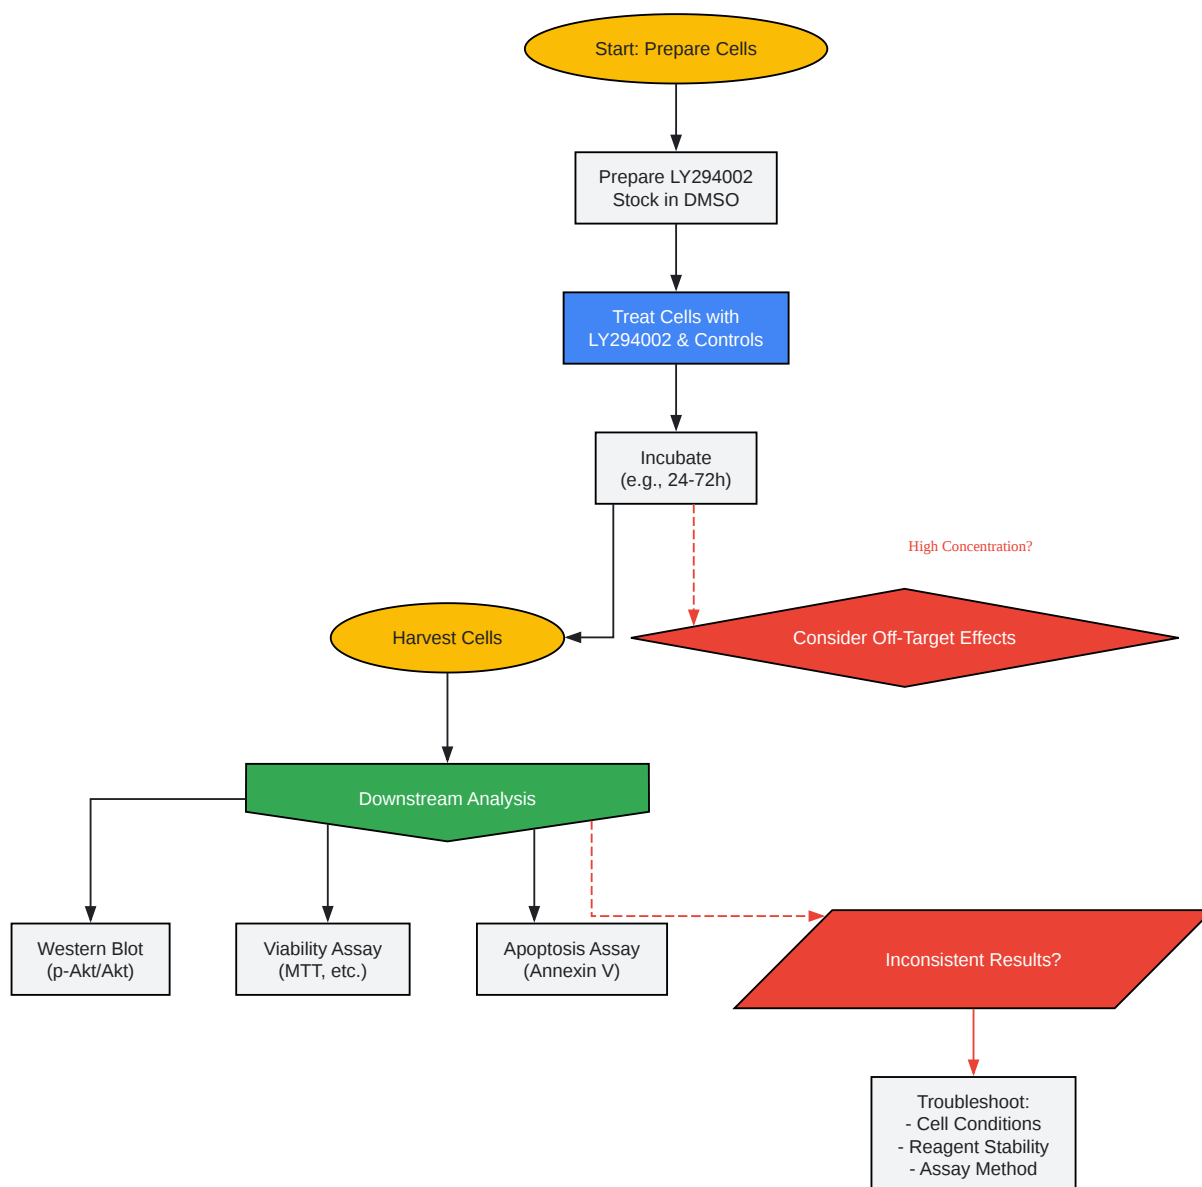 Start: Prepare Cells
Prepare LY294002
Stock in DMSO
Treat Cells with
LY294002 & Controls
Incubate
(e.g., 24-72h)
High Concentration?
Harvest Cells
Consider Off-Target Effects
Downstream Analysis
Western Blot
(p-Akt/Akt)
Viability Assay
(MTT, etc.)
Apoptosis Assay
(Annexin V)
Inconsistent Results?
Troubleshoot:
- Cell Conditions
- Reagent Stability
- Assay Method